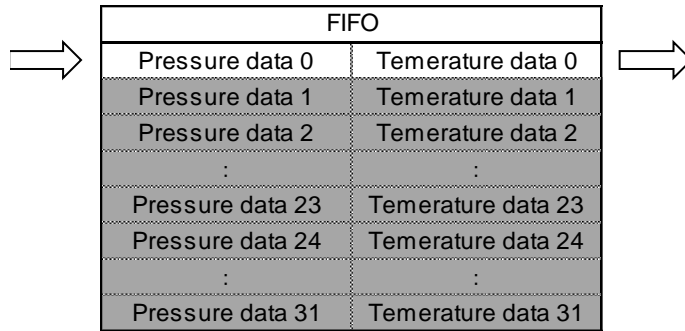 FIFO
Pressure data 0 Temerature data 0
Pressure data 1 Temerature data 1
Pressure data 2 Temerature data 2
: :
Pressure data 23 Temerature data 23
Pressure data 24 Temerature data 24
: :
Pressure data 31 Temerature data 31